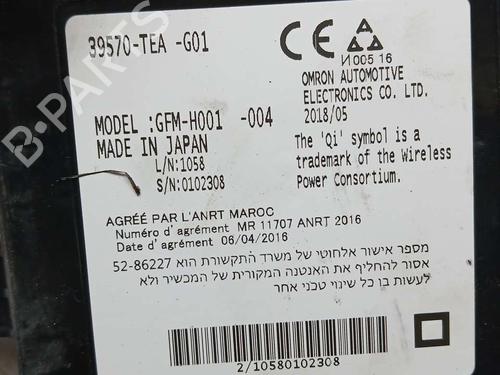 39570-TEA -G01
CE
И005 16
OMRON AUTOMOTIVE
ELECTRONICS CO. LTD.
2018/05
MODEL :GFM-H001 -004
MADE IN JAPAN
L/N:1058
S/N:0102308
The 'Qi' symbol is a
trademark of the Wireless
Power Consortium.
AGRÉÉ PAR L'ANRT MAROC
Numéro d'agrément MR 11707 ANRT 2016
Date d'agrément 06/04/2016
מספר אישור אלחוטי של משרד התקשורת הוא 52-86227
אסור להחליף את האנטנה המקורית של המכשיר ולא
לעשות בו כל שינוי טכני אחר
2/10580102308
B-PARTS